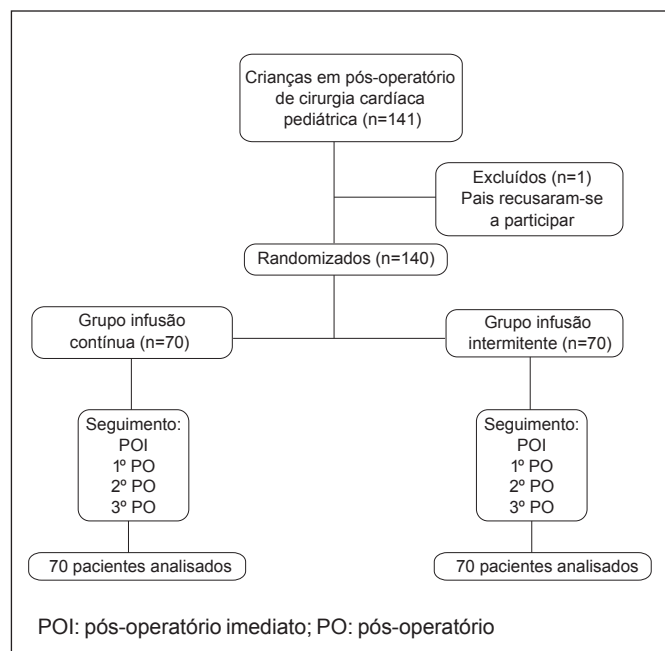 Crianças em pós-operatório
de cirurgia cardíaca
pediátrica (n=141)
Excluídos (n=1)
Pais recusaram-se
a participar
Randomizados (n=140)
Grupo infusão
contínua (n=70)
Grupo infusão
intermitente (n=70)
Seguimento:
POI
1º PO
2º PO
3º PO
Seguimento:
POI
1º PO
2º PO
3º PO
70 pacientes analisados
70 pacientes analisados
POI: pós-operatório imediato; PO: pós-operatório